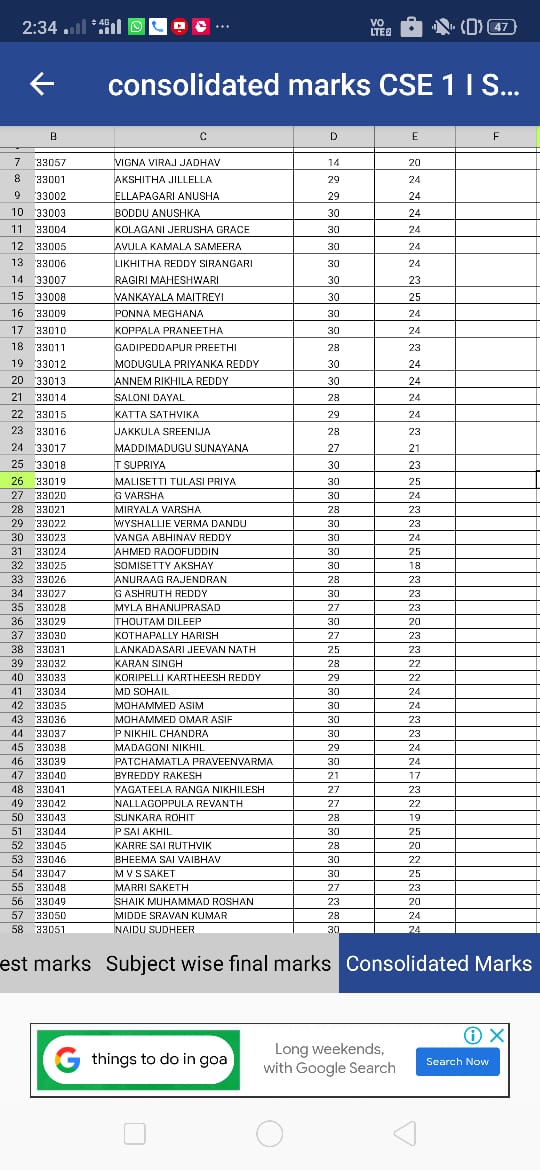 2:34 4G VO LTE2 47
consolidated marks CSE 1 I S...
B C D E F
7 '33057 VIGNA VIRAJ JADHAV 14 20
8 '33001 AKSHITHA JILLELLA 29 24
9 '33002 ELLAPAGARI ANUSHA 29 24
10 '33003 BODDU ANUSHKA 30 24
11 '33004 KOLAGANI JERUSHA GRACE 30 24
12 '33005 AVULA KAMALA SAMEERA 30 24
13 '33006 LIKHITHA REDDY SIRANGARI 30 24
14 '33007 RAGIRI MAHESHWARI 30 23
15 '33008 VANKAYALA MAITREYI 30 25
16 '33009 PONNA MEGHANA 30 24
17 '33010 KOPPALA PRANEETHA 30 24
18 '33011 GADIPEDDAPUR PREETHI 28 23
19 '33012 MODUGULA PRIYANKA REDDY 30 24
20 '33013 ANNEM RIKHILA REDDY 30 24
21 '33014 SALONI DAYAL 28 24
22 '33015 KATTA SATHVIKA 29 24
23 '33016 JAKKULA SREENIJA 28 23
24 '33017 MADDIMADUGU SUNAYANA 27 21
25 '33018 T SUPRIYA 30 23
26 '33019 MALISETTI TULASI PRIYA 30 25
27 '33020 G VARSHA 30 24
28 '33021 MIRYALA VARSHA 28 23
29 '33022 WYSHALLIE VERMA DANDU 30 23
30 '33023 VANGA ABHINAV REDDY 30 24
31 '33024 AHMED RAOOFUDDIN 30 25
32 '33025 SOMISETTY AKSHAY 30 18
33 '33026 ANURAAG RAJENDRAN 28 23
34 '33027 G ASHRUTH REDDY 30 23
35 '33028 MYLA BHANUPRASAD 27 23
36 '33029 THOUTAM DILEEP 30 20
37 '33030 KOTHAPALLY HARISH 27 23
38 '33031 LANKADASARI JEEVAN NATH 25 23
39 '33032 KARAN SINGH 28 22
40 '33033 KORIPELLI KARTHEESH REDDY 29 22
41 '33034 MD SOHAIL 30 24
42 '33035 MOHAMMED ASIM 30 24
43 '33036 MOHAMMED OMAR ASIF 30 23
44 '33037 P NIKHIL CHANDRA 30 23
45 '33038 MADAGONI NIKHIL 29 24
46 '33039 PATCHAMATLA PRAVEENVARMA 30 24
47 '33040 BYREDDY RAKESH 21 17
48 '33041 YAGATEELA RANGA NIKHILESH 27 23
49 '33042 NALLAGOPPULA REVANTH 27 22
50 '33043 SUNKARA ROHIT 28 19
51 '33044 P SAI AKHIL 30 25
52 '33045 KARRE SAI RUTHVIK 28 20
53 '33046 BHEEMA SAI VAIBHAV 30 22
54 '33047 M V S SAKET 30 25
55 '33048 MARRI SAKETH 27 23
56 '33049 SHAIK MUHAMMAD ROSHAN 23 20
57 '33050 MIDDE SRAVAN KUMAR 28 24
58 '33051 NAIDU SUDHEER 30 24
est marks Subject wise final marks Consolidated Marks
G things to do in goa
Long weekends,
with Google Search
Search Now